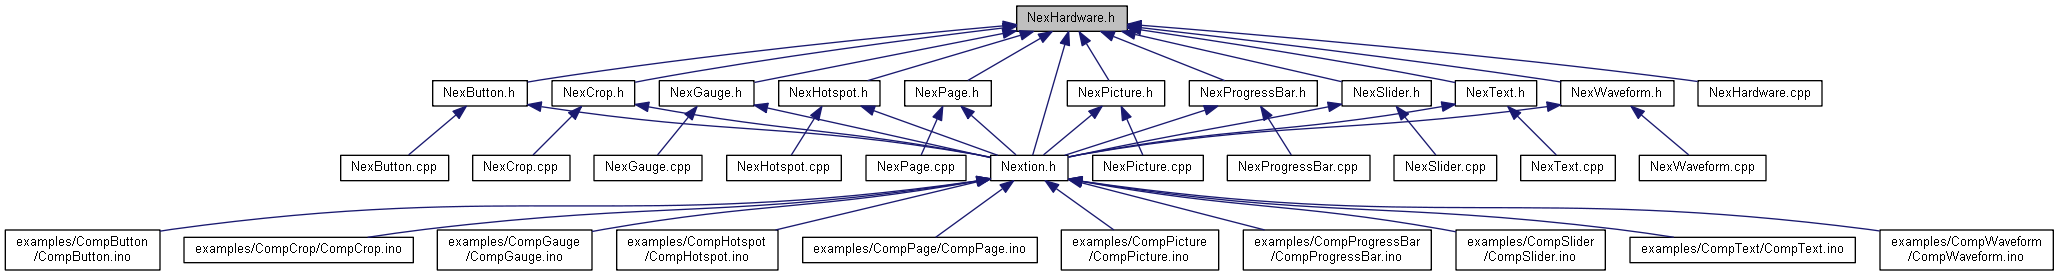 NexHardware.h
NexButton.h
NexCrop.h
NexGauge.h
NexHotspot.h
NexPage.h
NexPicture.h
NexProgressBar.h
NexSlider.h
NexText.h
NexWaveform.h
NexHardware.cpp
NexButton.cpp
NexCrop.cpp
NexGauge.cpp
NexHotspot.cpp
NexPage.cpp
Nextion.h
NexPicture.cpp
NexProgressBar.cpp
NexSlider.cpp
NexText.cpp
NexWaveform.cpp
examples/CompButton
/CompButton.ino
examples/CompCrop/CompCrop.ino
examples/CompGauge
/CompGauge.ino
examples/CompHotspot
/CompHotspot.ino
examples/CompPage/CompPage.ino
examples/CompPicture
/CompPicture.ino
examples/CompProgressBar
/CompProgressBar.ino
examples/CompSlider
/CompSlider.ino
examples/CompText/CompText.ino
examples/CompWaveform
/CompWaveform.ino